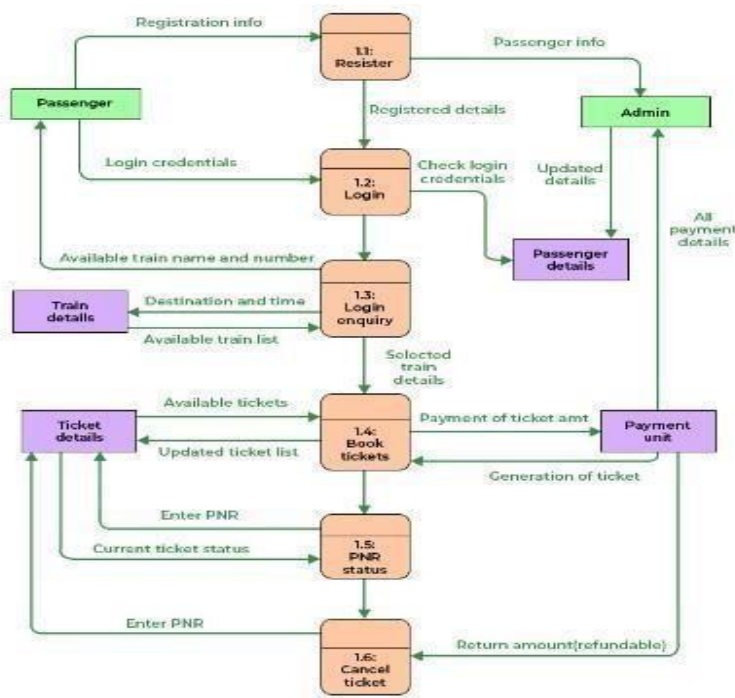 Registration info
1.1:
Resister
Passenger info
Passenger
Admin
Registered details
Login credentials
1.2:
Login
Check login
credentials
Updated
details
All
payment
details
Available train name and number
Passenger
details
1.3:
Login
enquiry
Train
details
Destination and time
Available train list
Selected
train
details
Available tickets
Ticket
details
1.4:
Book
tickets
Payment of ticket amt
Payment
unit
Updated ticket list
Generation of ticket
Enter PNR
1.5:
PNR
status
Current ticket status
Enter PNR
1.6:
Cancel
ticket
Return amount(refundable)